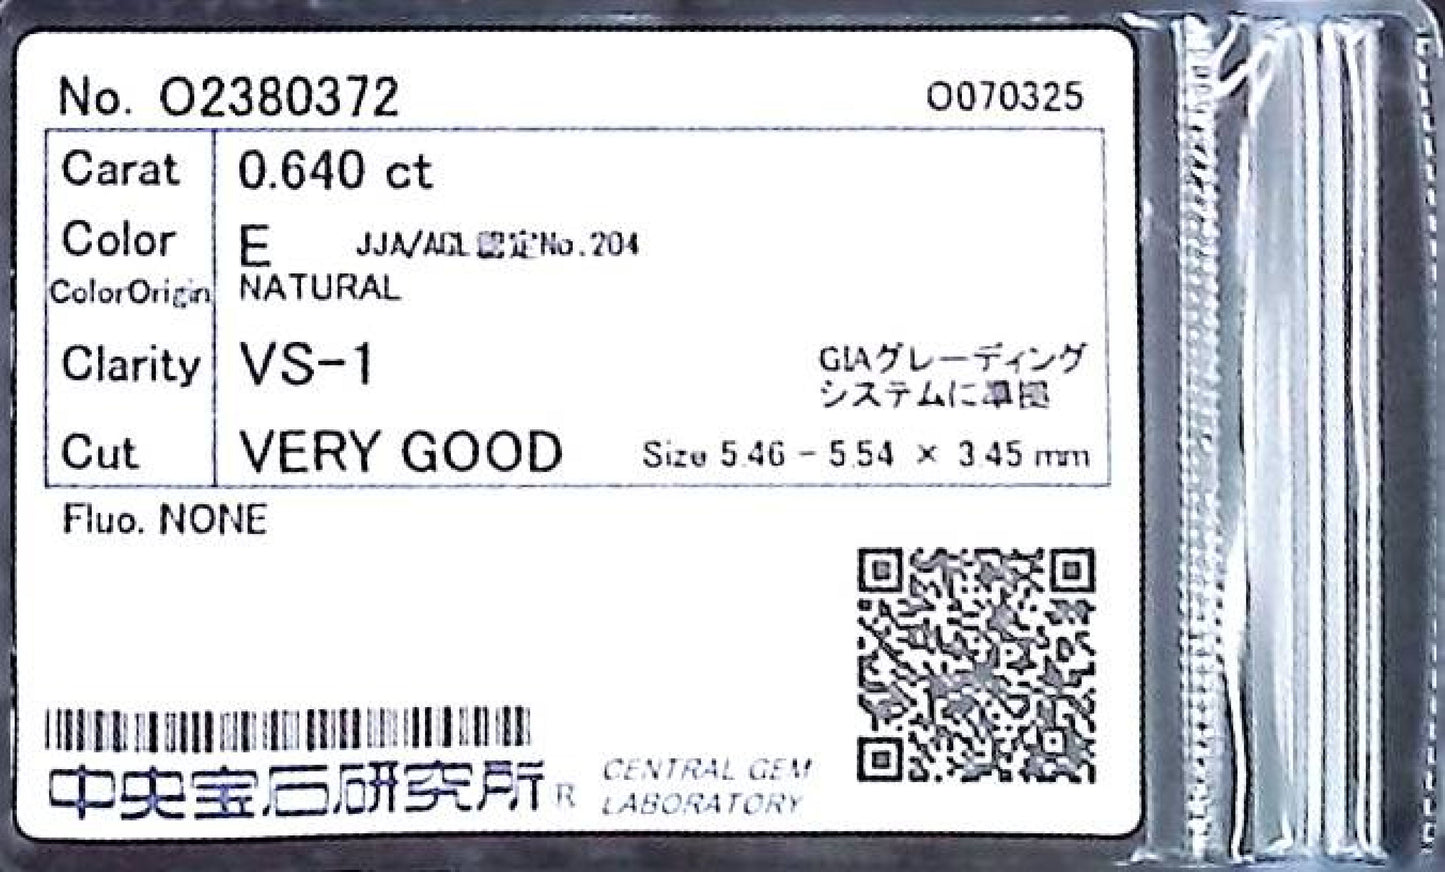 No. O2380372
O070325
Carat 0.640 ct
Color E JJA/AGL認定No.204
ColorOrigin NATURAL
Clarity VS-1
GIAグレーディング
システムに準拠
Cut VERY GOOD Size 5.46 - 5.54 × 3.45 mm
Fluo. NONE
中央宝石研究所 R
CENTRAL GEM
LABORATORY